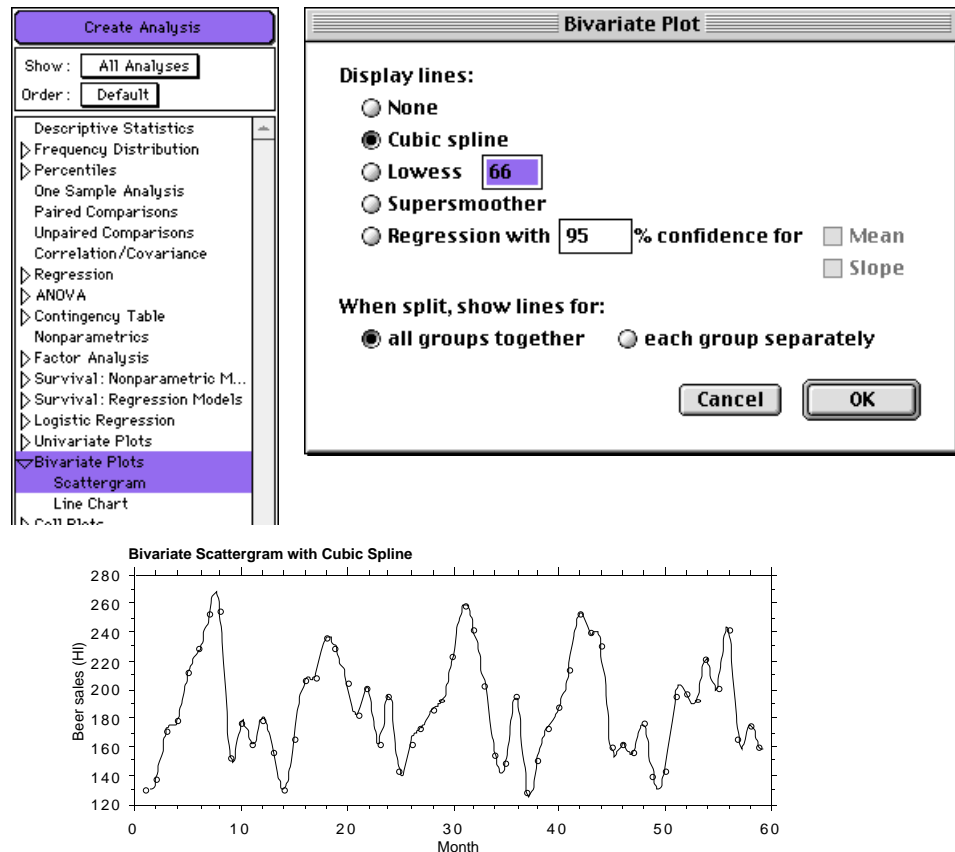 Create Analysis
Show: All Analyses
Order: Default
Descriptive Statistics
Frequency Distribution
Percentiles
One Sample Analysis
Paired Comparisons
Unpaired Comparisons
Correlation/Covariance
Regression
ANOVA
Contingency Table
Nonparametrics
Factor Analysis
Survival: Nonparametric M...
Survival: Regression Models
Logistic Regression
Univariate Plots
Bivariate Plots
Scattergram
Line Chart
Cell Plots
Bivariate Plot
Display lines:
None
Cubic spline
Lowess 66
Supersmoother
Regression with 95 % confidence for Mean
Slope
When split, show lines for:
all groups together each group separately
Cancel OK
Bivariate Scattergram with Cubic Spline
280
260
240
220
200
180
160
140
120
Beer sales (Hl)
0 10 20 30 40 50 60
Month